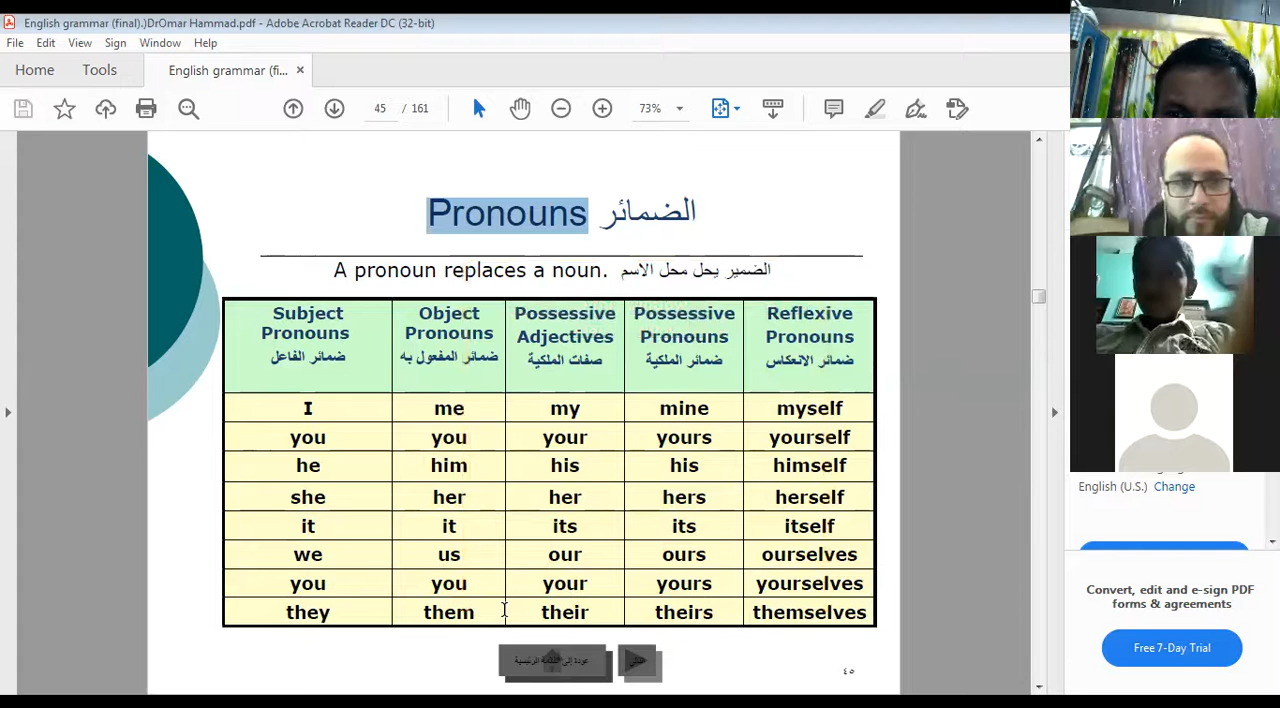 English grammar (final).)DrOmar Hammad.pdf - Adobe Acrobat Reader DC (32-bit)
File Edit View Sign Window Help
Home Tools English grammar (fi... ×
45 / 161 73%
Pronouns الضمائر
A pronoun replaces a noun. الضمير يحل محل الاسم
Subject Pronouns ضمائر الفاعل
Object Pronouns ضمائر المفعول به
Possessive Adjectives صفات الملكية
Possessive Pronouns ضمائر الملكية
Reflexive Pronouns ضمائر الانعكاس
I me my mine myself
you you your yours yourself
he him his his himself
she her her hers herself
it it its its itself
we us our ours ourselves
you you your yours yourselves
they them their theirs themselves
عودة إلى القائمة الرئيسية التالي
٤٥
English (U.S.) Change
Convert, edit and e-sign PDF
forms & agreements
Free 7-Day Trial